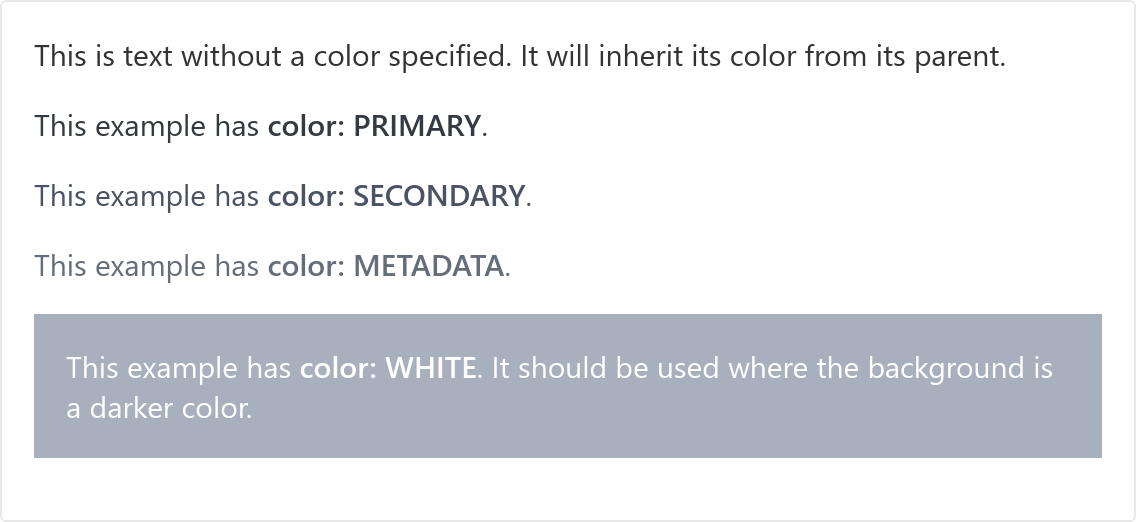 This is text without a color specified. It will inherit its color from its parent.
This example has color: PRIMARY.
This example has color: SECONDARY.
This example has color: METADATA.
This example has color: WHITE. It should be used where the background is
a darker color.